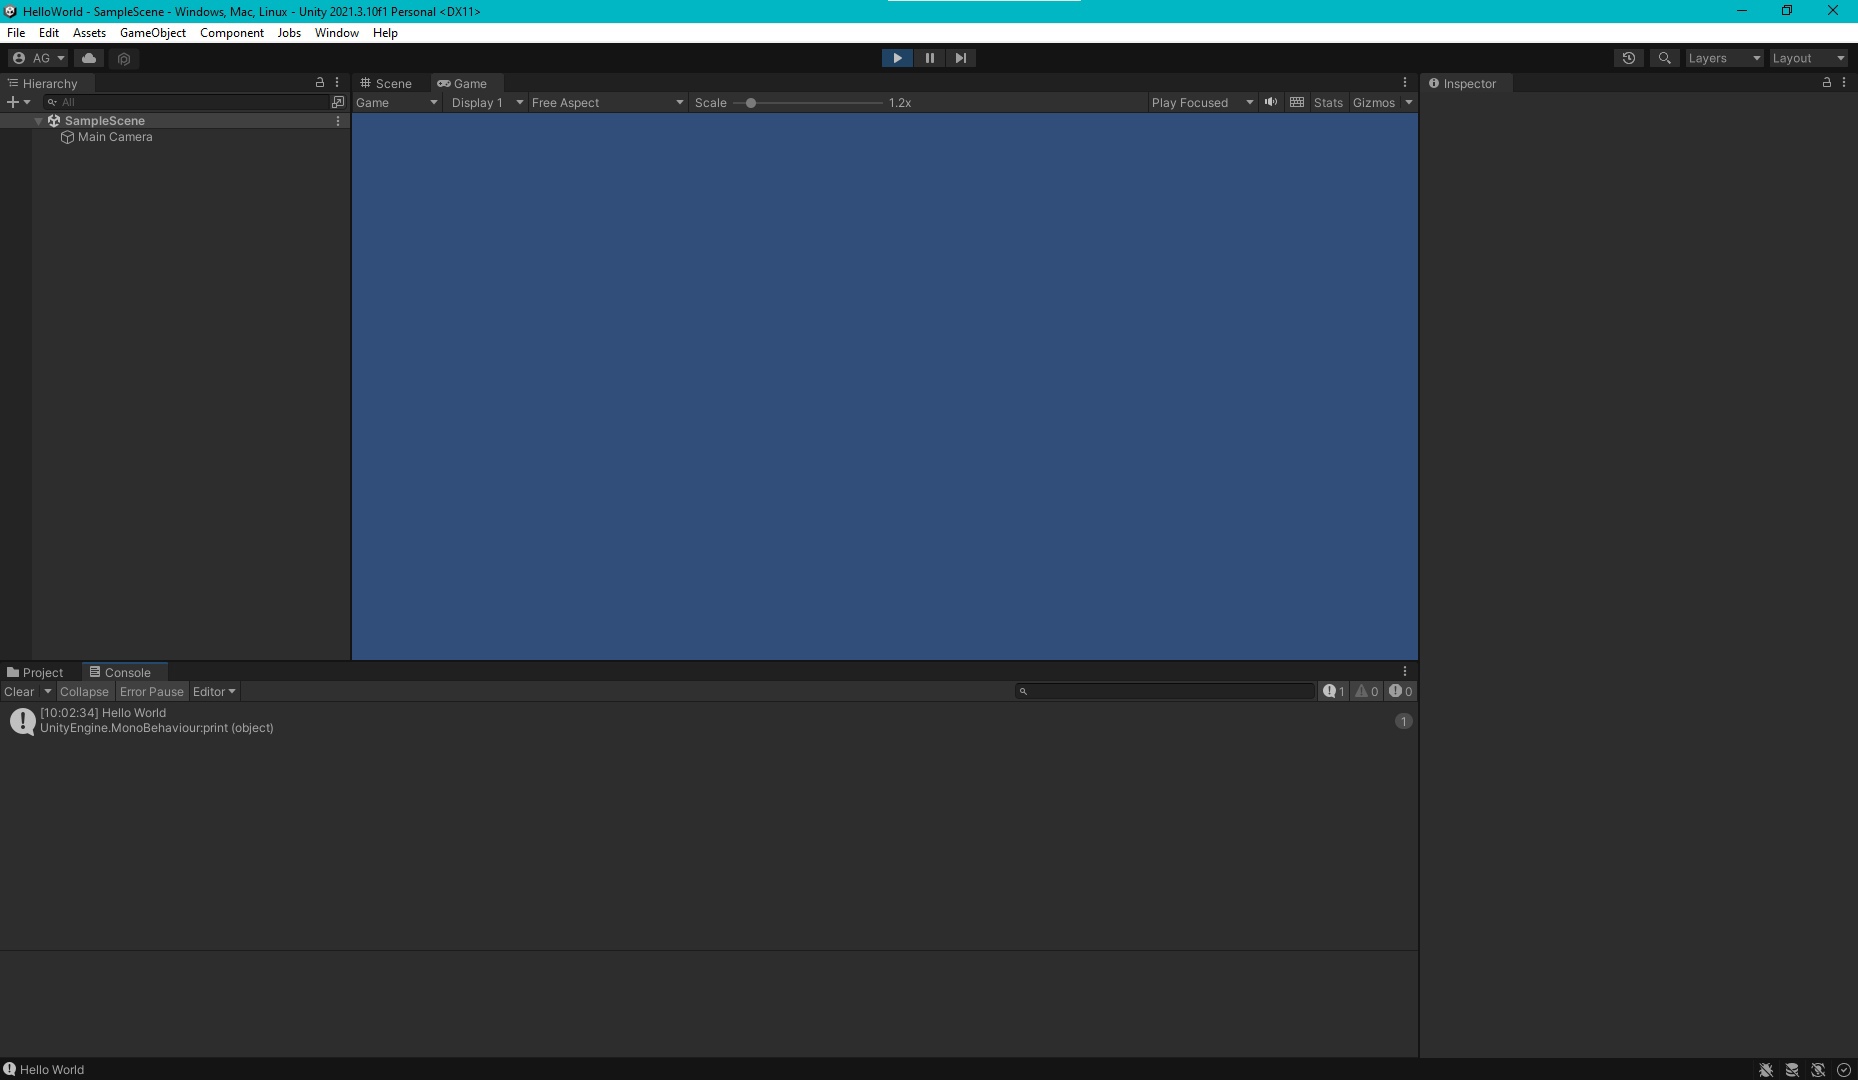 HelloWorld - SampleScene - Windows, Mac, Linux - Unity 2021.3.10f1 Personal <DX11>
File Edit Assets GameObject Component Jobs Window Help
AG Layers Layout
Hierarchy Scene Game Inspector
All Game Display 1 Free Aspect Scale 1.2x Play Focused Stats Gizmos
SampleScene
Main Camera
Project Console
Clear Collapse Error Pause Editor 1 0 0
[10:02:34] Hello World
UnityEngine.MonoBehaviour:print (object)
1
Hello World